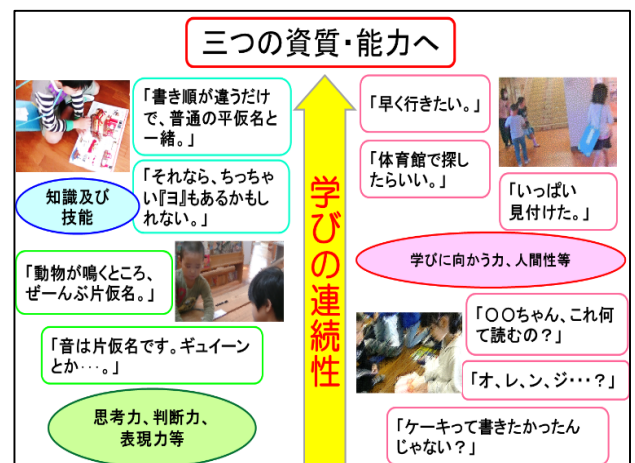 三つの資質・能力へ
「書き順が違うだけ
で、普通の平仮名と
一緒。」
「それなら、ちっちゃ
い『ヨ』もあるかもし
れない。」
知識及び
技能
「動物が鳴くところ、
ぜーんぶ片仮名。」
「音は片仮名です。ギュイーン
とか・・・。」
思考力、判断力、
表現力等
学びの連続性
「早く行きたい。」
「体育館で探し
たらいい。」
「いっぱい
見付けた。」
学びに向かう力、人間性等
「〇〇ちゃん、これ何
て読むの？」
「オ、レ、ン、ジ・・・？」
「ケーキって書きたかったん
じゃない？」